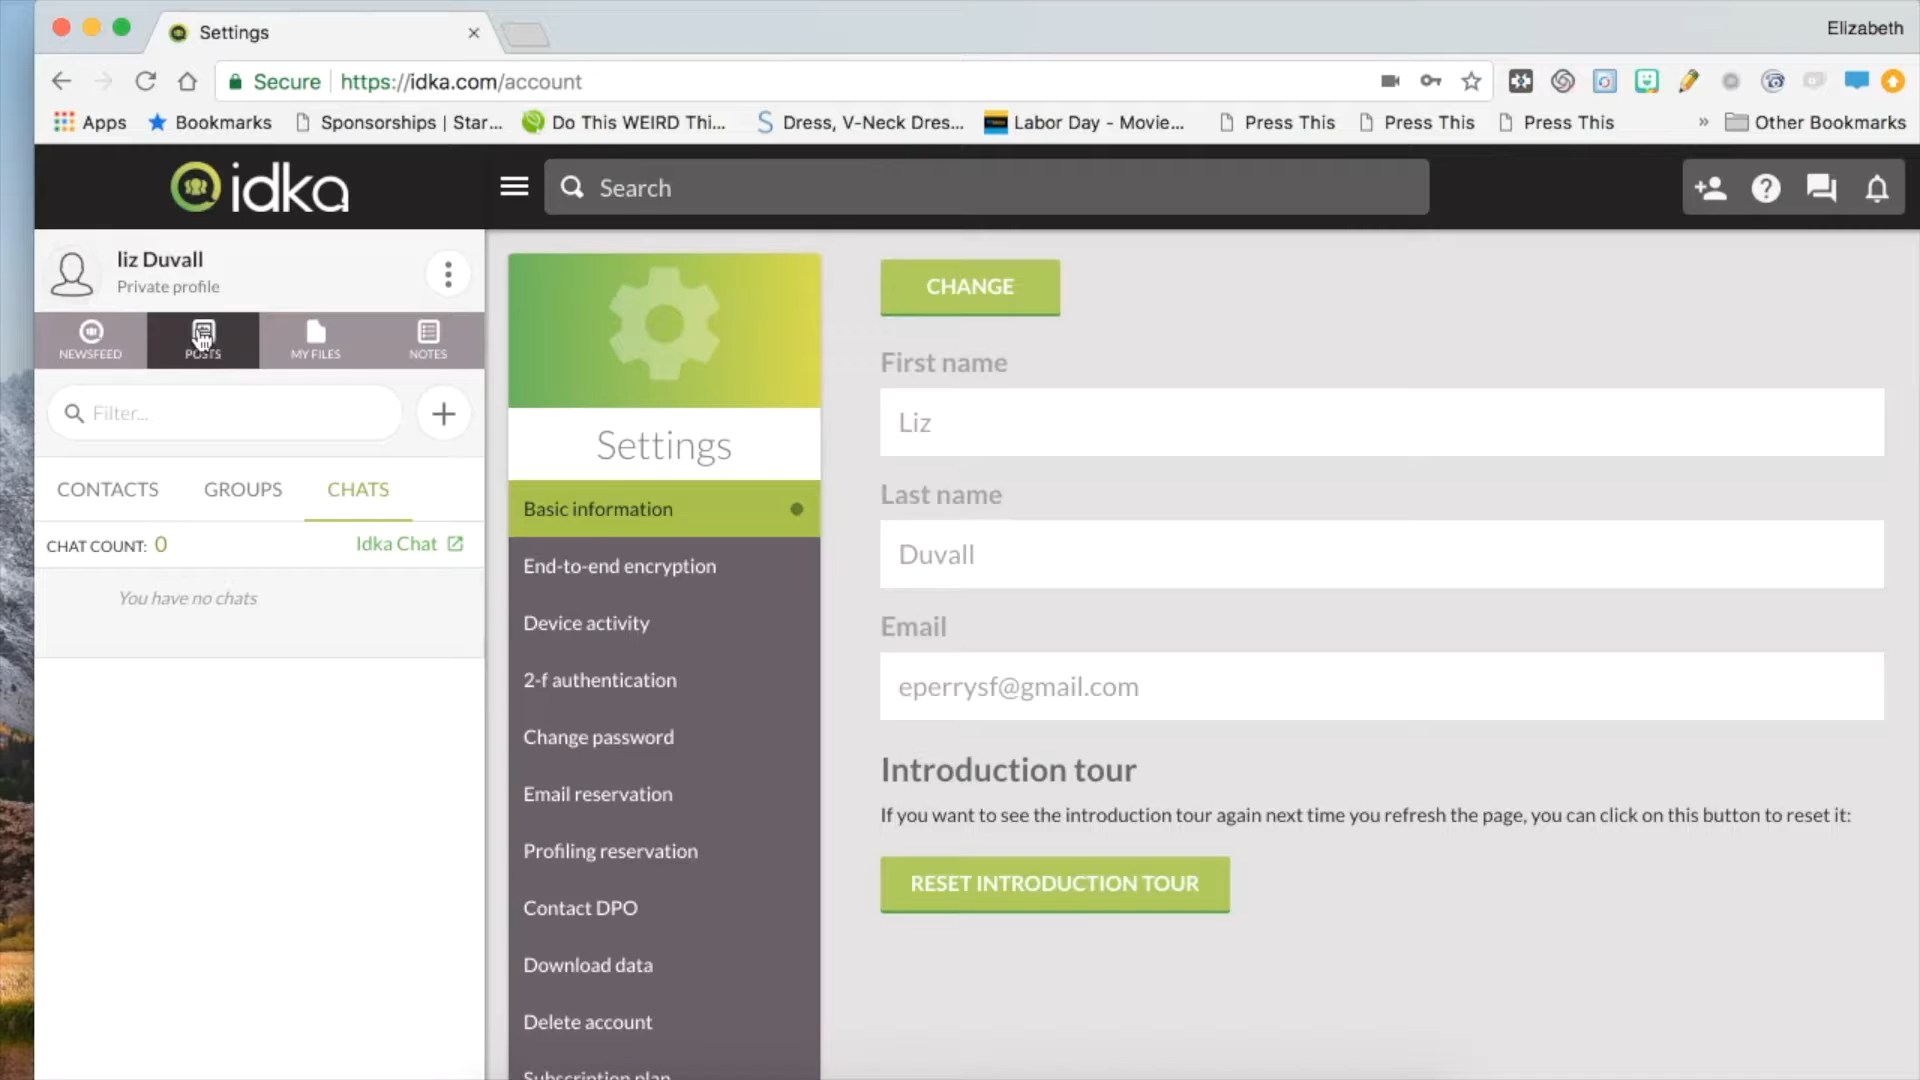 Settings
Elizabeth
Secure
https://idka.com/account
Apps
Bookmarks
Sponsorships | Star...
Do This WEIRD Thi...
Dress, V-Neck Dres...
Labor Day - Movie...
Press This
Press This
Press This
»
Other Bookmarks
idka
Search
liz Duvall
Private profile
NEWSFEED
POSTS
MY FILES
NOTES
Filter...
CONTACTS
GROUPS
CHATS
CHAT COUNT: 0
Idka Chat
You have no chats
Settings
Basic information
End-to-end encryption
Device activity
2-f authentication
Change password
Email reservation
Profiling reservation
Contact DPO
Download data
Delete account
Subscription plan
CHANGE
First name
Liz
Last name
Duvall
Email
eperrysf@gmail.com
Introduction tour
If you want to see the introduction tour again next time you refresh the page, you can click on this button to reset it:
RESET INTRODUCTION TOUR